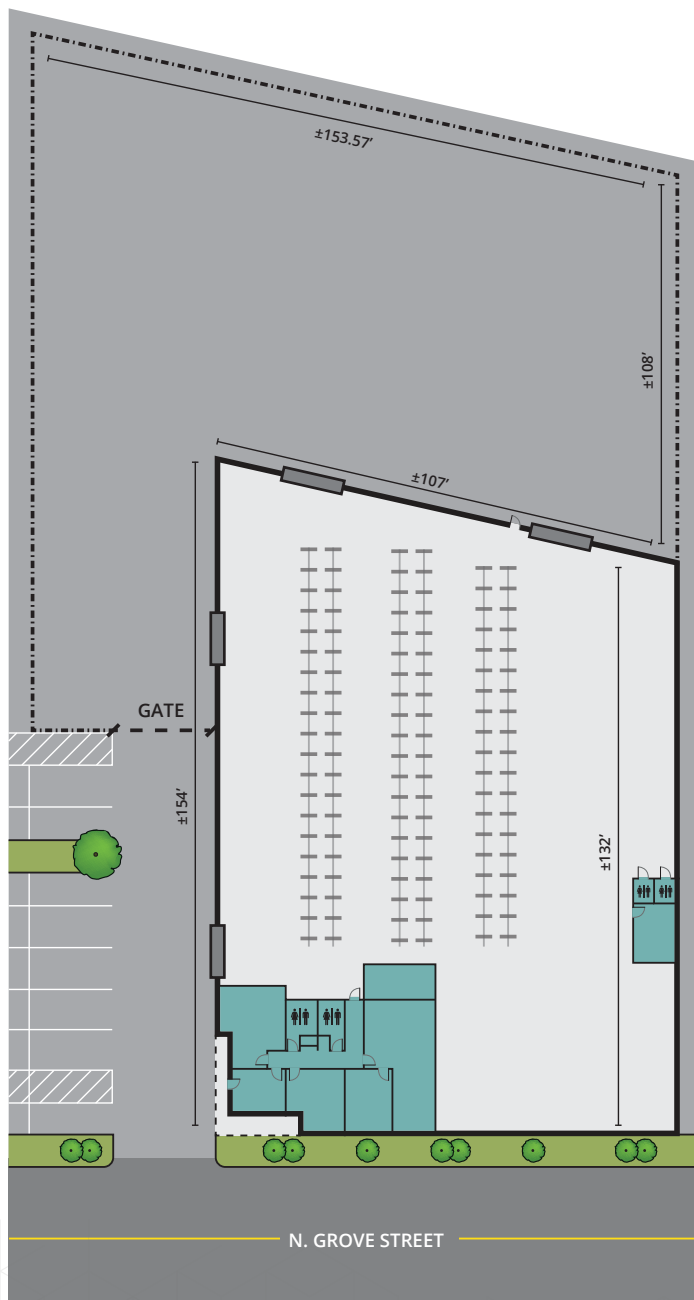 ±153.57’
±108’
±107’
GATE
±154’
±132’
N. GROVE STREET